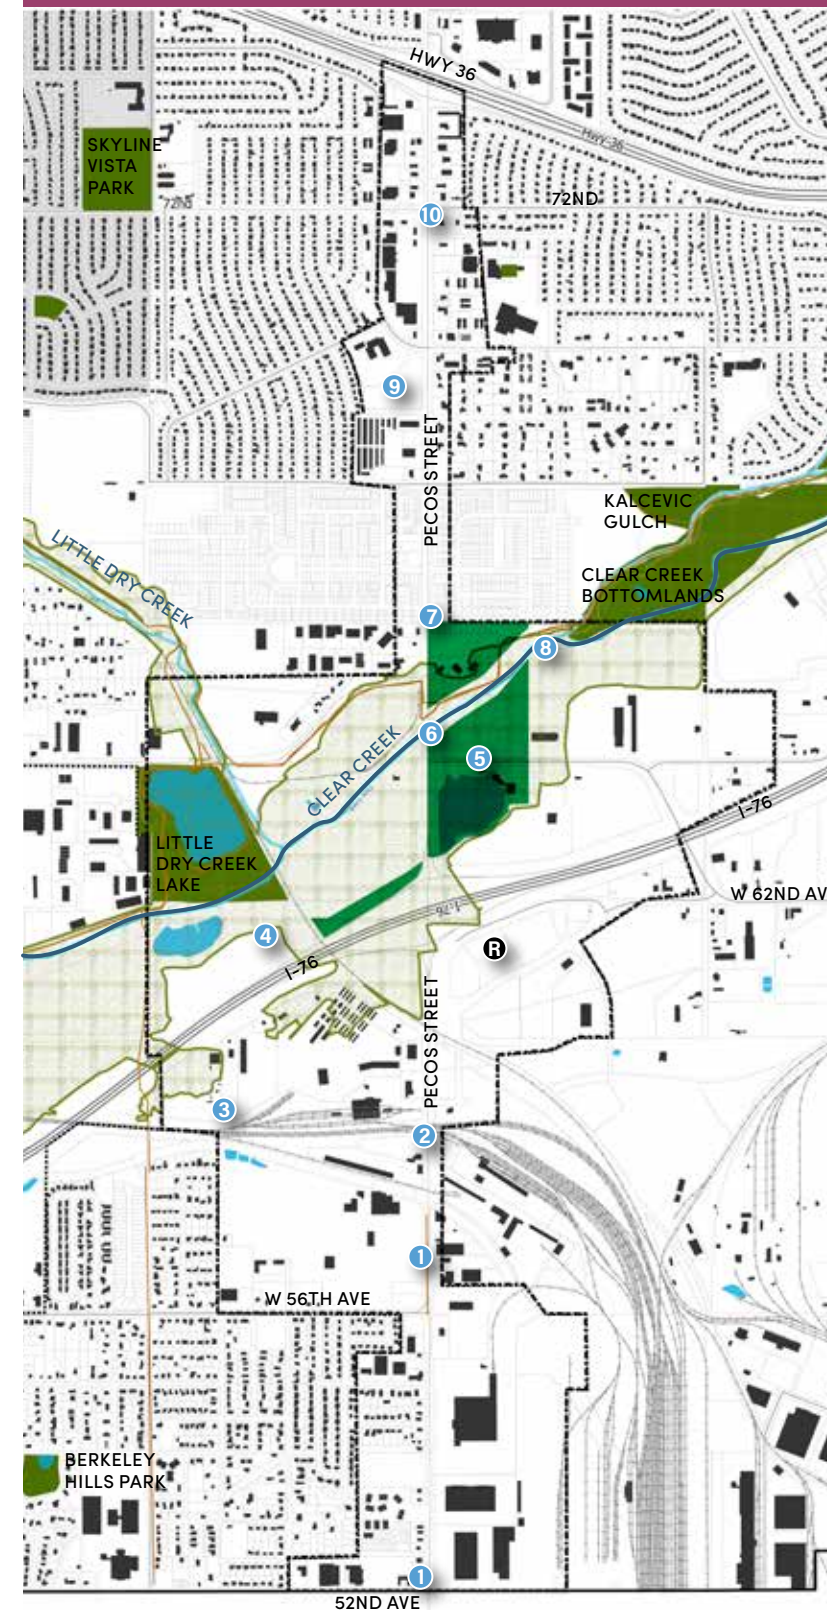 HWY 36
Hwy 36
SKYLINE
VISTA
PARK
72nd
72ND
10
9
PECOS STREET
KALCEVIC
GULCH
LITTLE DRY CREEK
CLEAR CREEK
BOTTOMLANDS
7
8
6
CLEAR CREEK
5
I-76
LITTLE
DRY CREEK
LAKE
W 62ND AV
I-76
4
R
I-76
PECOS STREET
3
2
1
W 56TH AVE
BERKELEY
HILLS PARK
1
52ND AVE